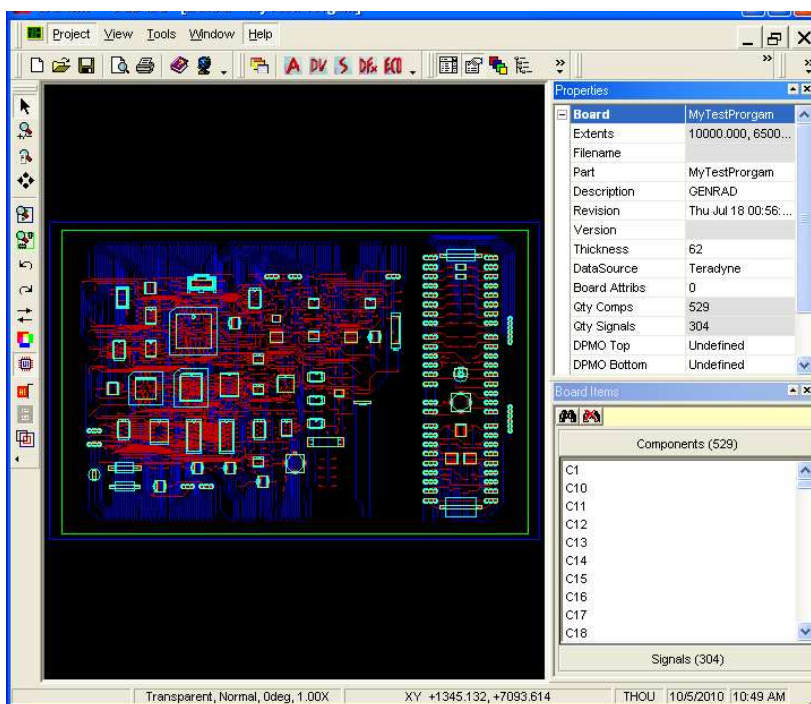 Project View Tools Window Help
A DV S DFx ECO
Properties
Board MyTestProrgam
Extents 10000.000, 6500...
Filename
Part MyTestProrgam
Description GENRAD
Revision Thu Jul 18 00:56:...
Version
Thickness 62
DataSource Teradyne
Board Attribs 0
Qty Comps 529
Qty Signals 304
DPMO Top Undefined
DPMO Bottom Undefined
Board Items
Components (529)
C1
C10
C11
C12
C13
C14
C15
C16
C17
C18
Signals (304)
Transparent, Normal, 0deg, 1.00X XY +1345.132, +7093.614 THOU 10/5/2010 10:49 AM